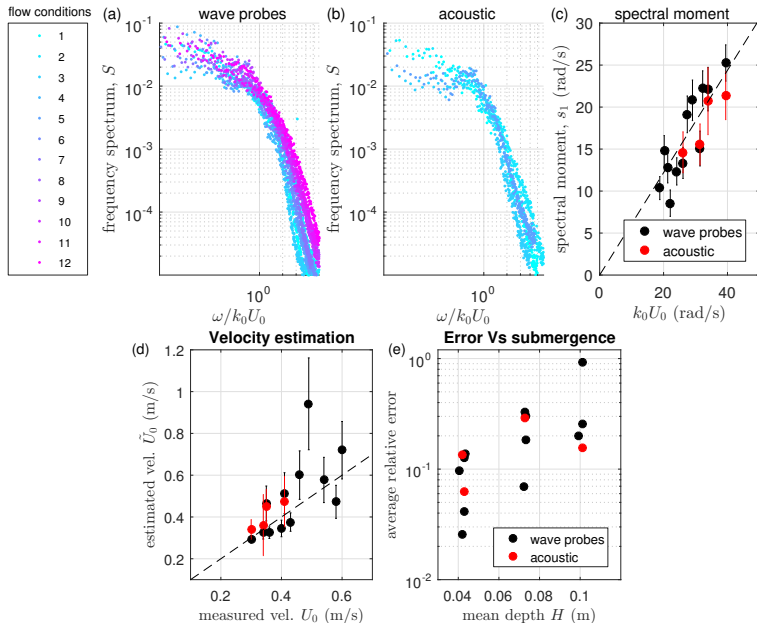 flow conditions
1
2
3
4
5
6
7
8
9
10
11
12
(a)
wave probes
frequency spectrum, S
10^-1
10^-2
10^-3
10^-4
10^0
ω/k₀U₀
(b)
acoustic
frequency spectrum, S
10^-1
10^-2
10^-3
10^-4
10^0
ω/k₀U₀
(c)
spectral moment
spectral moment, s₁ (rad/s)
30
25
20
15
10
5
0
0 20 40
k₀U₀ (rad/s)
wave probes
acoustic
(d)
Velocity estimation
estimated vel. Ũ₀ (m/s)
1.2
1
0.8
0.6
0.4
0.2
0.2 0.4 0.6
measured vel. U₀ (m/s)
(e)
Error Vs submergence
average relative error
10^0
10^-1
10^-2
0.04 0.06 0.08 0.1
mean depth H (m)
wave probes
acoustic